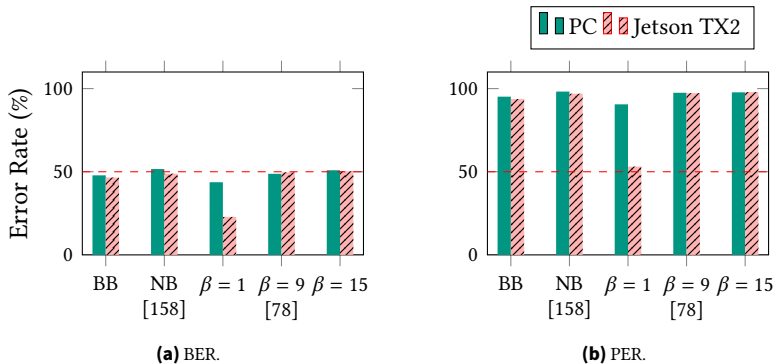 PC Jetson TX2
Error Rate (%)
100
50
0
BB NB β = 1 β = 9 β = 15
[158] [78]
(a) BER.
100
50
0
BB NB β = 1 β = 9 β = 15
[158] [78]
(b) PER.